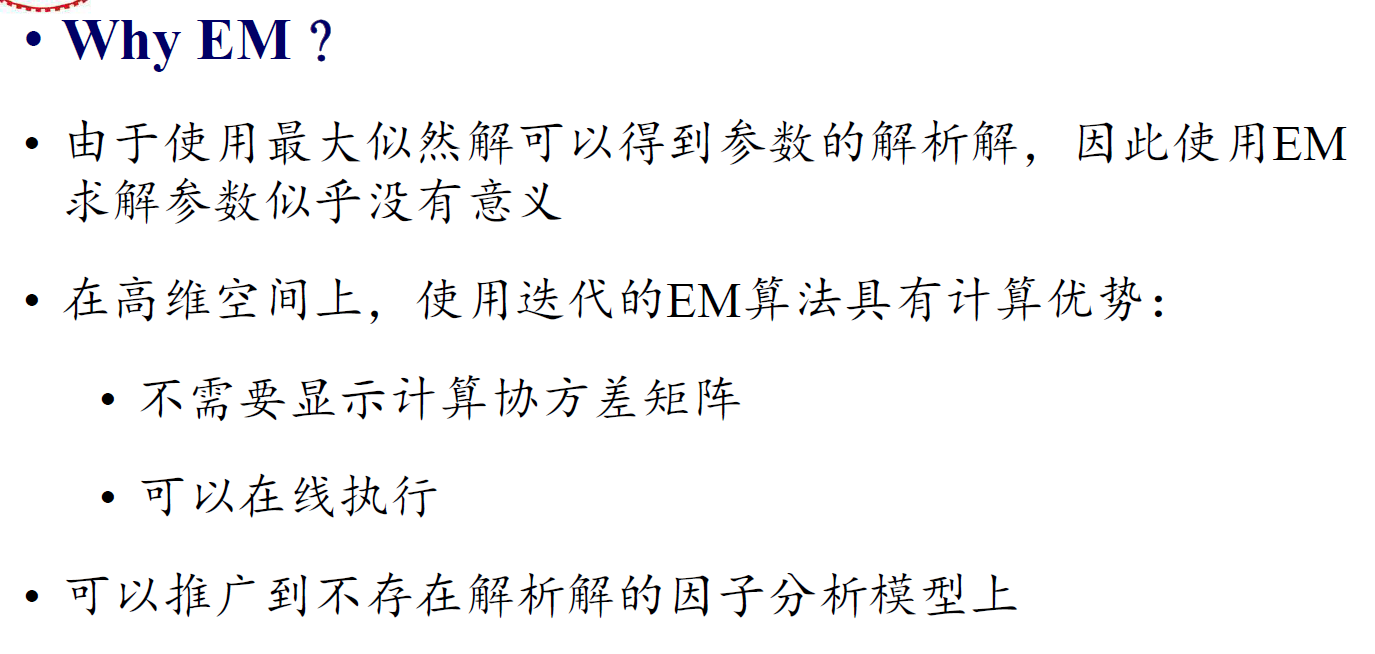 • Why EM？
• 由于使用最大似然解可以得到参数的解析解，因此使用EM
求解参数似乎没有意义
• 在高维空间上，使用迭代的EM算法具有计算优势：
• 不需要显示计算协方差矩阵
• 可以在线执行
• 可以推广到不存在解析解的因子分析模型上